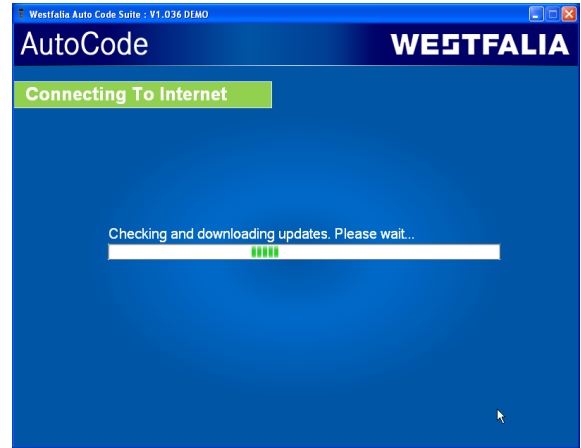 Westfalia Auto Code Suite : V1.036 DEMO
AutoCode
WESTFALIA
Connecting To Internet
Checking and downloading updates. Please wait...